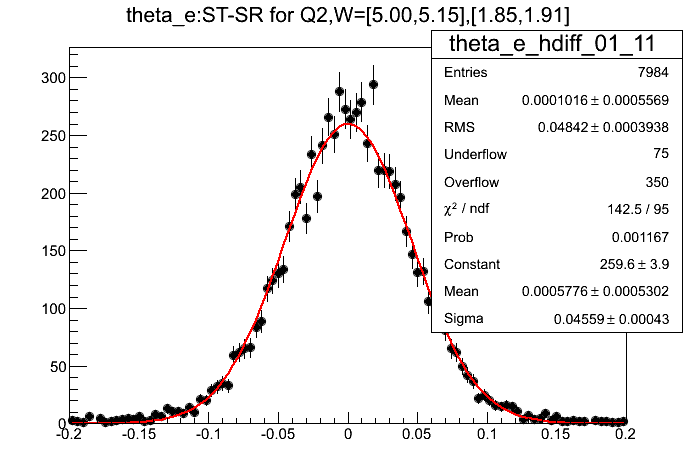 theta_e:ST-SR for Q2,W=[5.00,5.15],[1.85,1.91]
theta_e_hdiff_01_11
Entries 7984
Mean 0.0001016 ± 0.0005569
RMS 0.04842 ± 0.0003938
Underflow 75
Overflow 350
χ² / ndf 142.5 / 95
Prob 0.001167
Constant 259.6 ± 3.9
Mean 0.0005776 ± 0.0005302
Sigma 0.04559 ± 0.00043
300
250
200
150
100
50
0
-0.2 -0.15 -0.1 -0.05 0 0.05 0.1 0.15 0.2